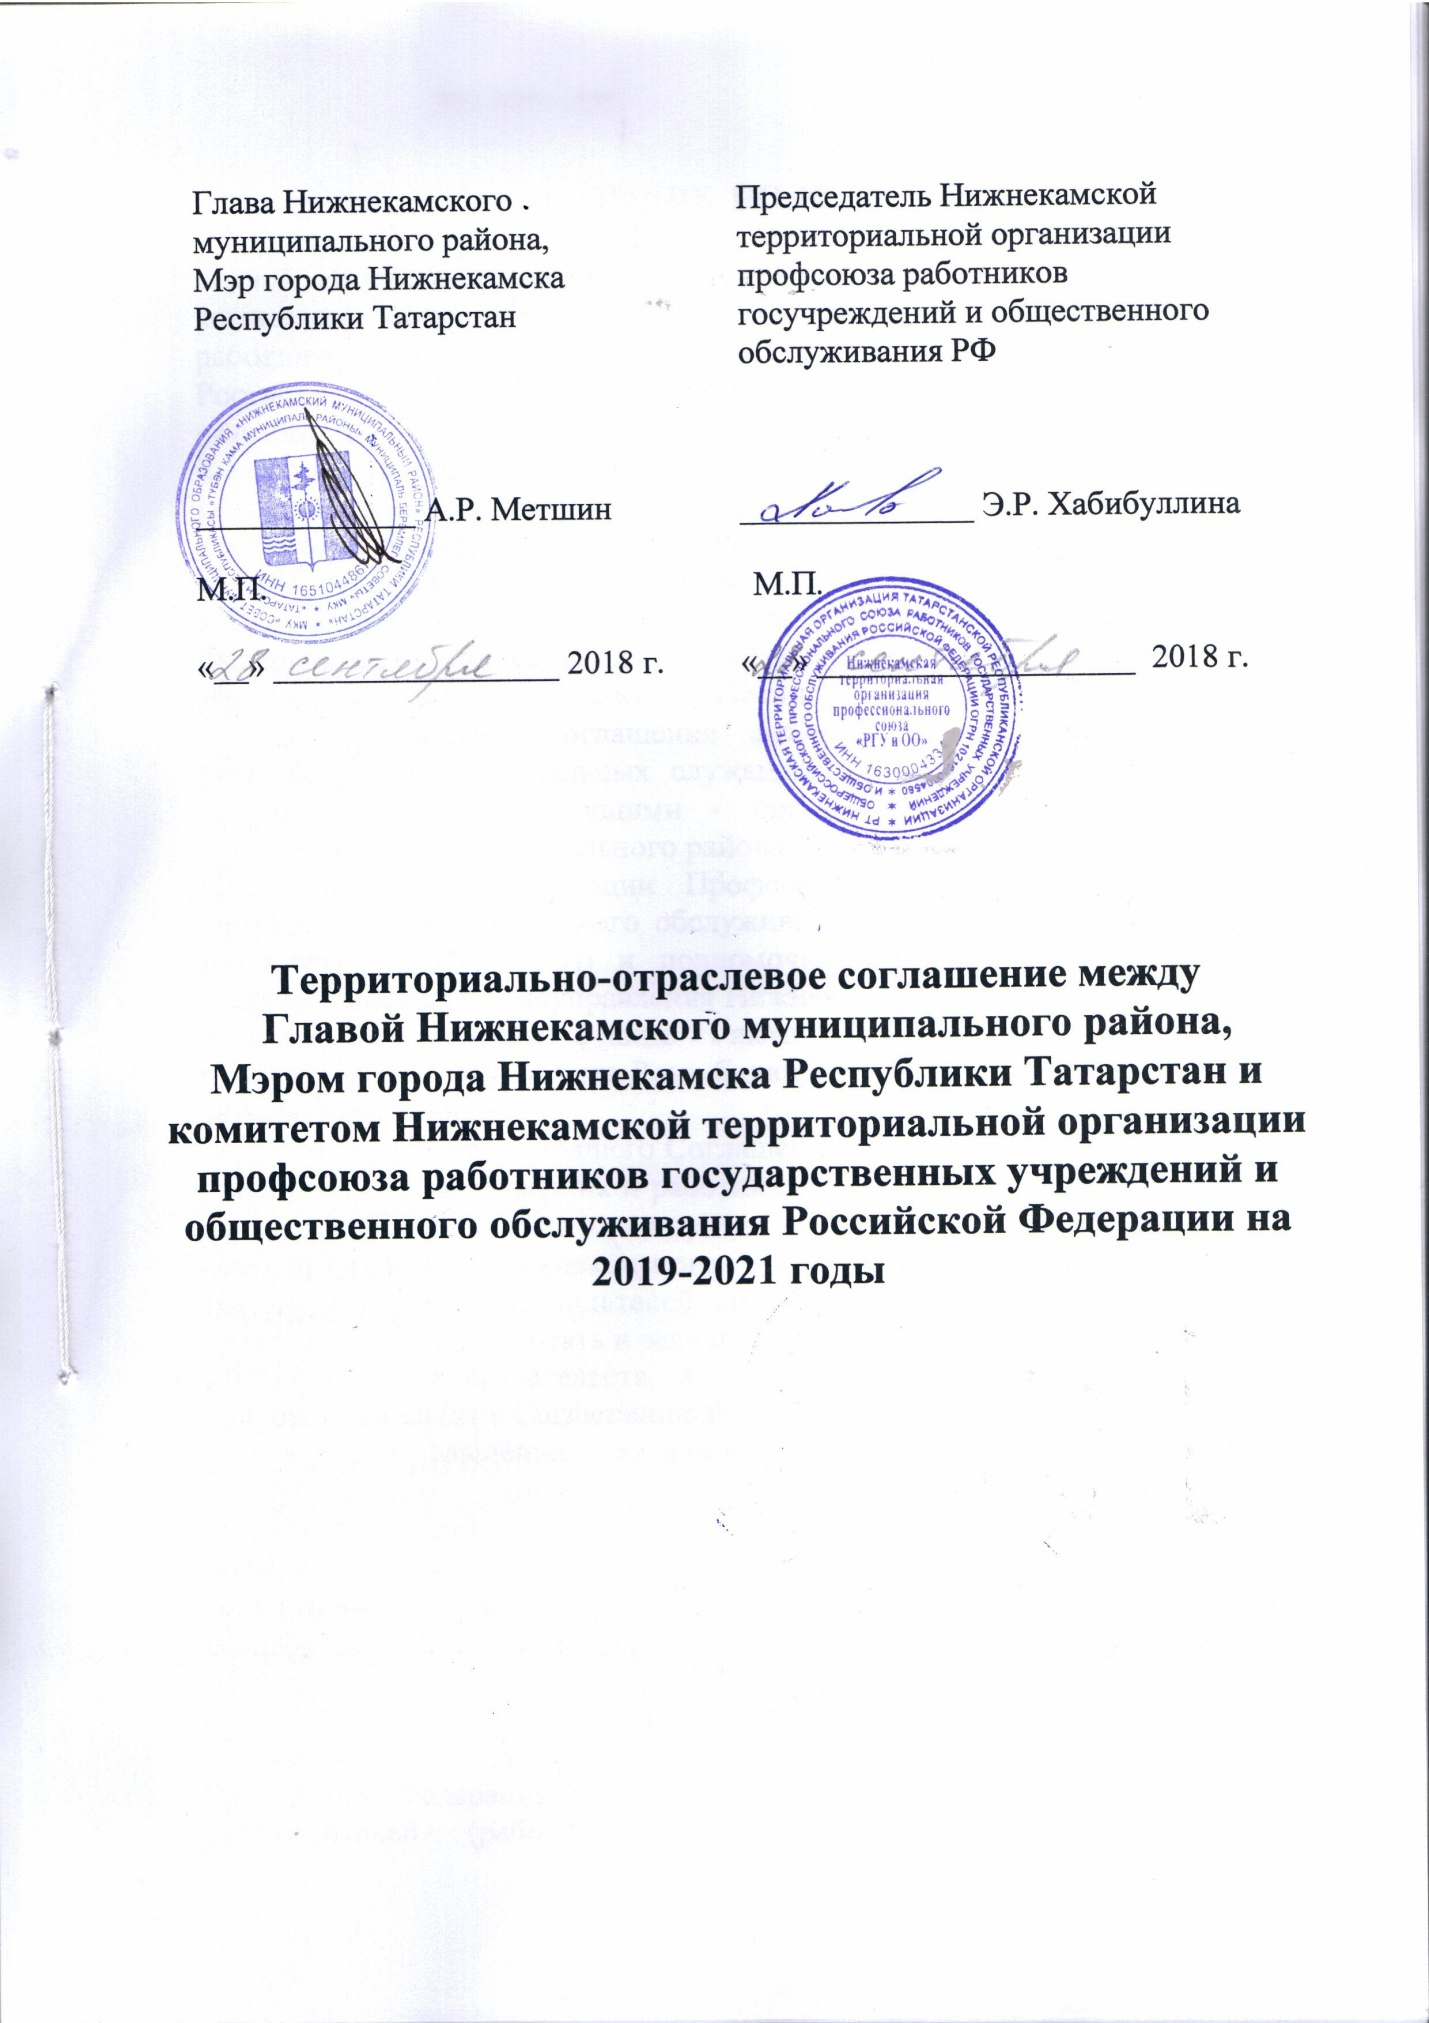 Глава Нижнекамского
муниципального района,
Мэр города Нижнекамска
Республики Татарстан
А.Р. Метшин
М.П.
«28» сентября 2018 г.
Председатель Нижнекамской
территориальной организации
профсоюза работников
госучреждений и общественного
обслуживания РФ
Э.Р. Хабибуллина
М.П.
«28» сентября 2018 г.
Нижнекамская
территориальная
организация
профессионального
союза
«РГУ и ОО»
Территориально-отраслевое соглашение между
Главой Нижнекамского муниципального района,
Мэром города Нижнекамска Республики Татарстан и
комитетом Нижнекамской территориальной организации
профсоюза работников государственных учреждений и
общественного обслуживания Российской Федерации на
2019-2021 годы